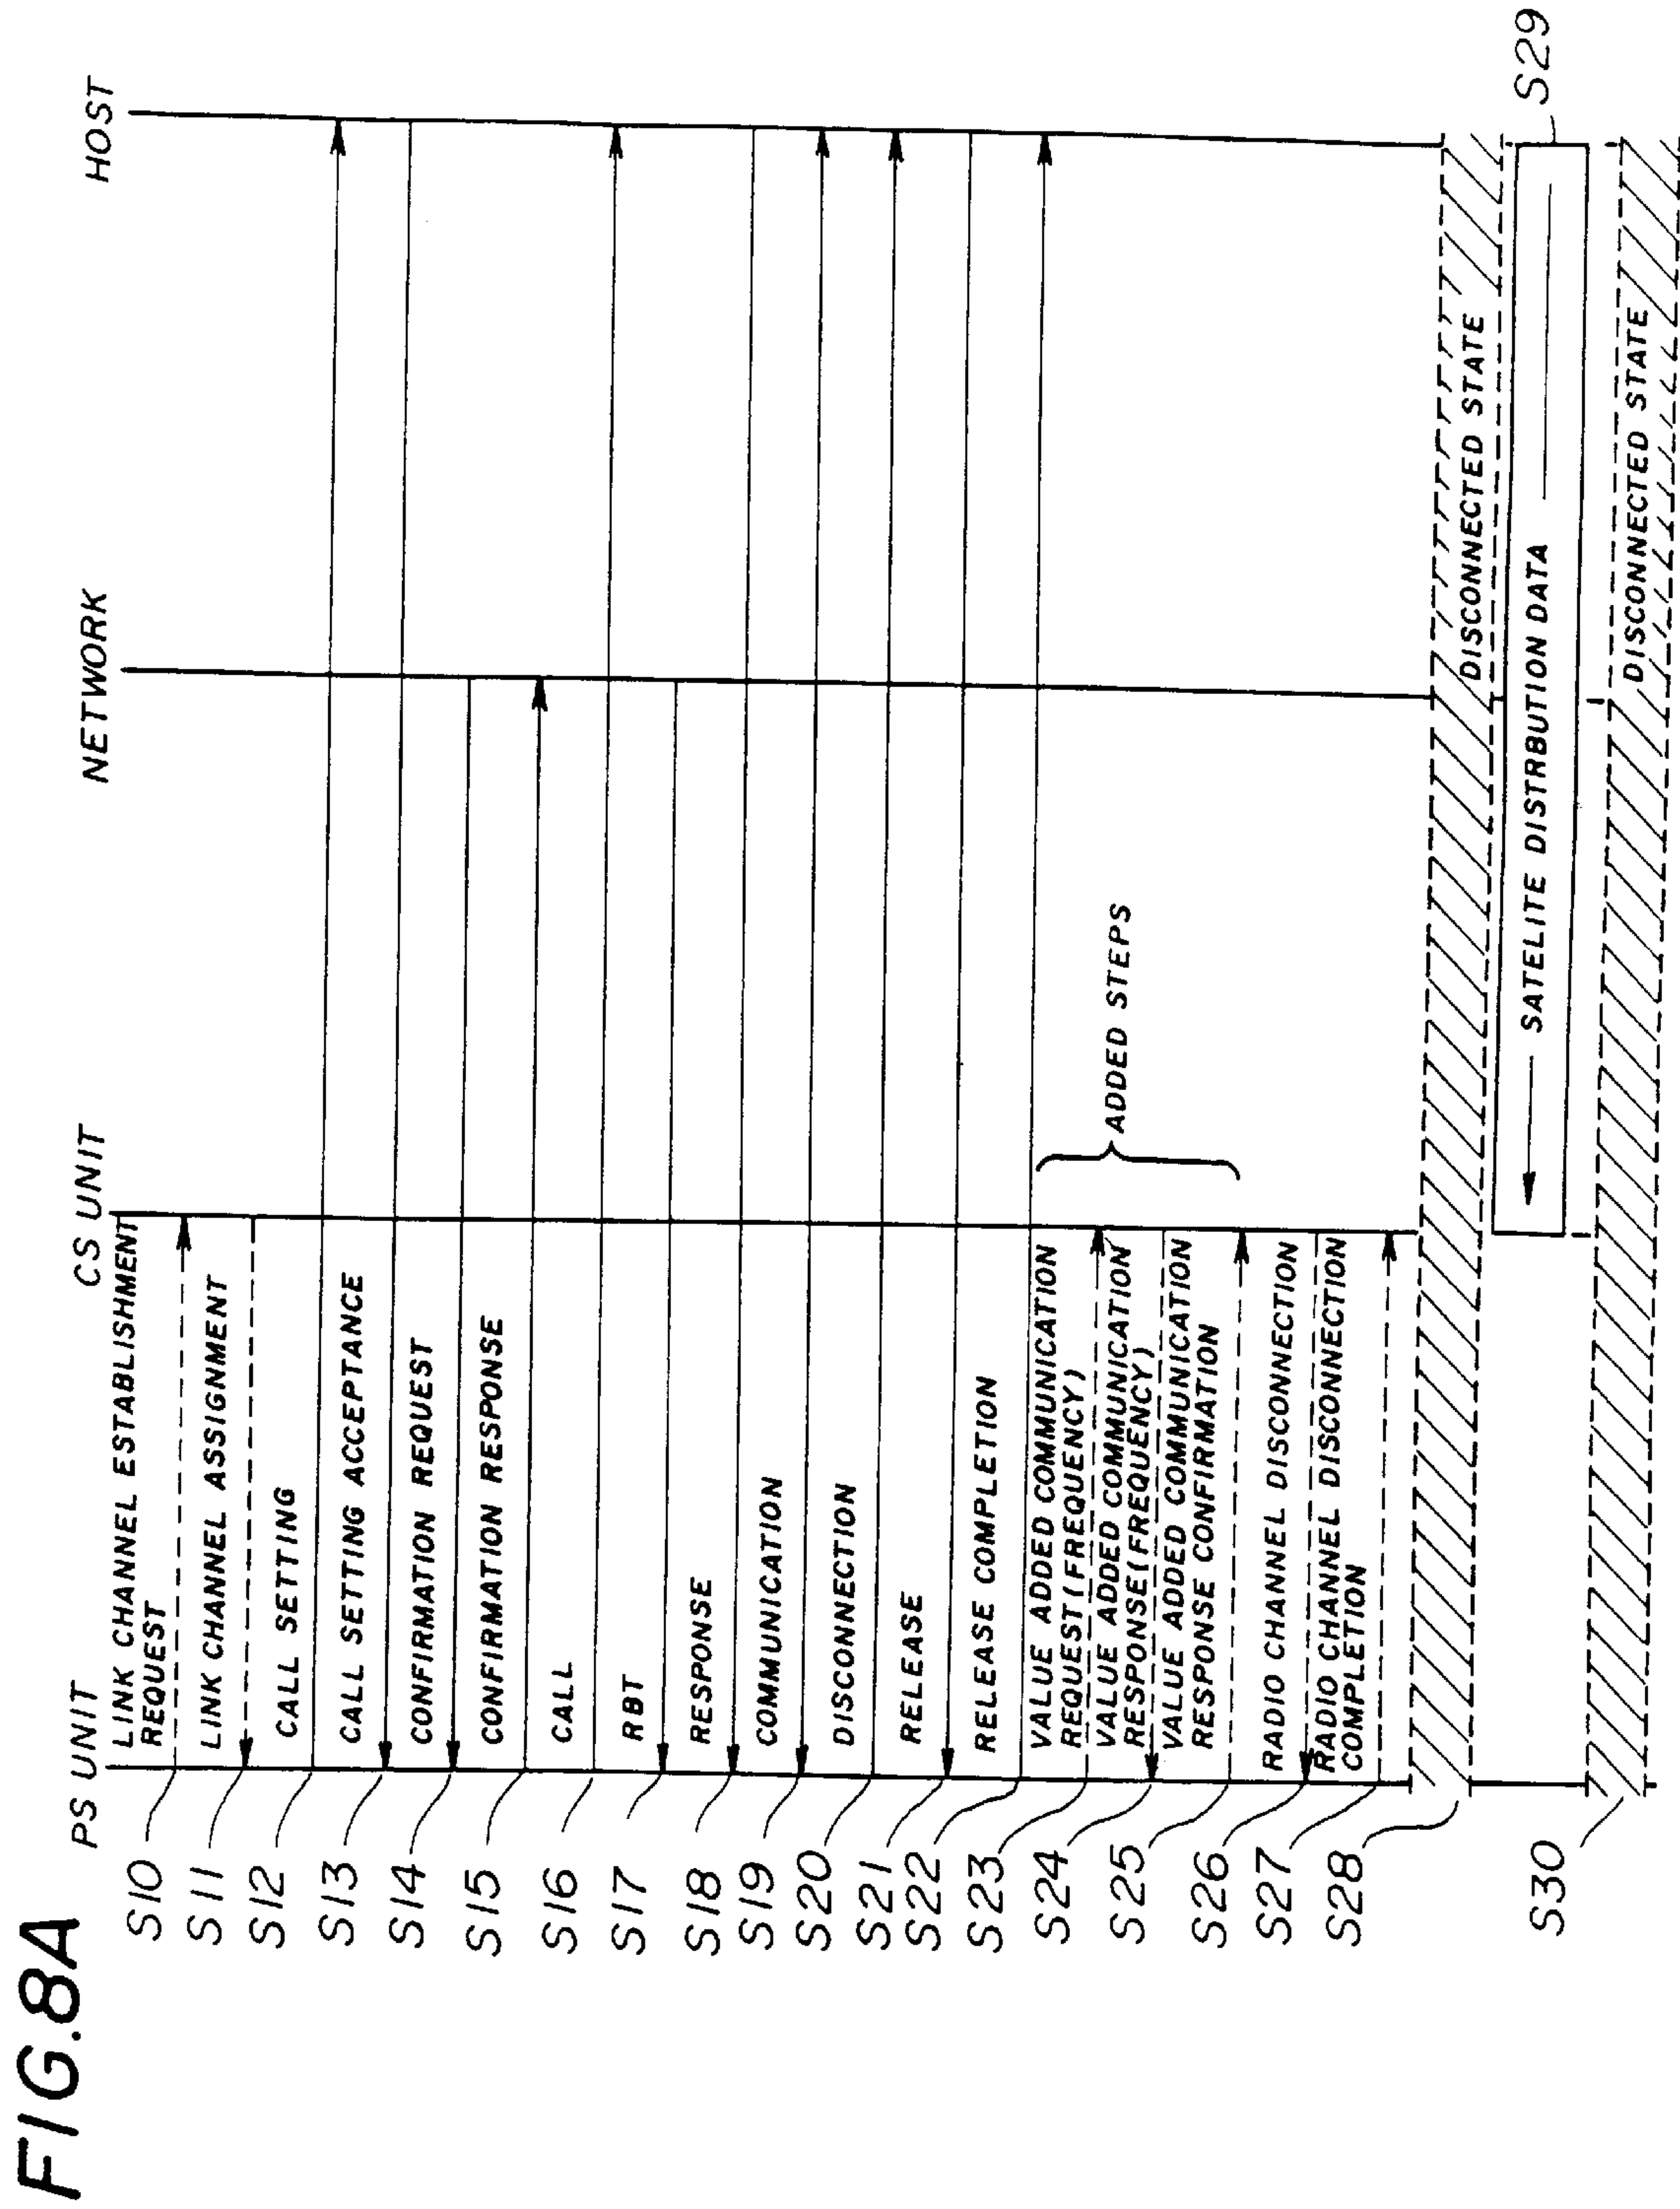 FIG.8A
PS UNIT
CS UNIT
NETWORK
HOST
S10
LINK CHANNEL ESTABLISHMENT
REQUEST
S11
LINK CHANNEL ASSIGNMENT
S12
CALL SETTING
S13
CALL SETTING ACCEPTANCE
S14
CONFIRMATION REQUEST
S15
CONFIRMATION RESPONSE
S16
CALL
S17
RBT
S18
RESPONSE
S19
COMMUNICATION
S20
DISCONNECTION
S21
RELEASE
S22
RELEASE COMPLETION
S23
VALUE ADDED COMMUNICATION
REQUEST(FREQUENCY)
S24
VALUE ADDED COMMUNICATION
RESPONSE(FREQUENCY)
S25
VALUE ADDED COMMUNICATION
RESPONSE CONFIRMATION
ADDED STEPS
S26
RADIO CHANNEL DISCONNECTION
S27
RADIO CHANNEL DISCONNECTION
COMPLETION
S28
DISCONNECTED STATE
SATELITE DISTRBUTION DATA
S29
S30
DISCONNECTED STATE